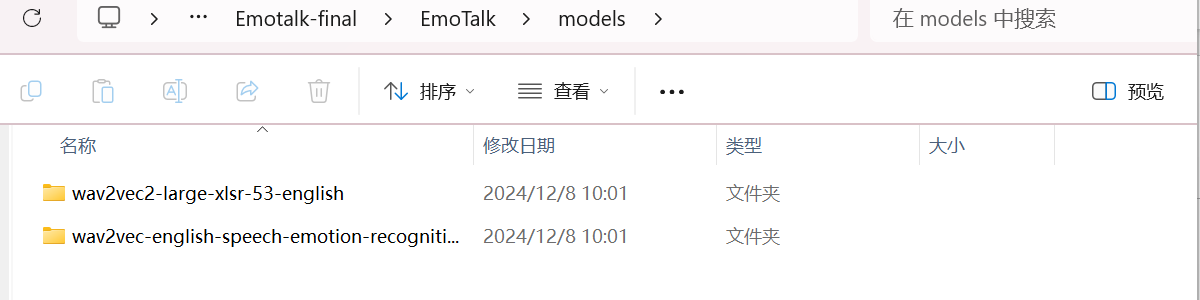 Emotalk-final > EmoTalk > models >
在 models 中搜索
排序 查看 预览
名称 修改日期 类型 大小
wav2vec2-large-xlsr-53-english 2024/12/8 10:01 文件夹
wav2vec-english-speech-emotion-recogniti... 2024/12/8 10:01 文件夹